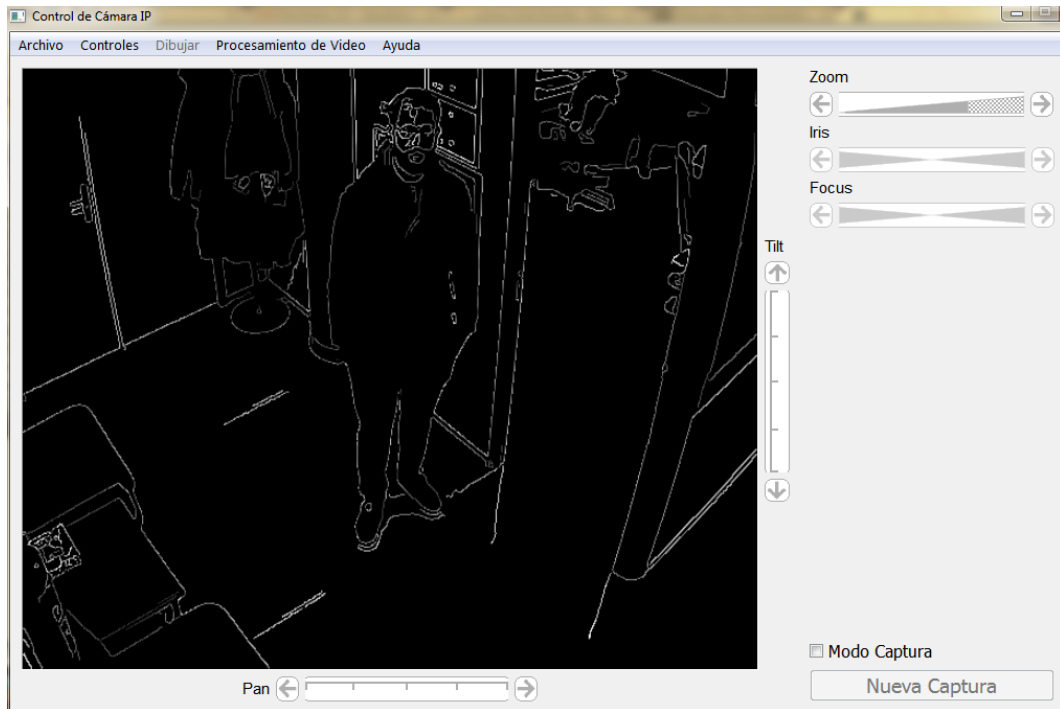 Control de Cámara IP
Archivo Controles Dibujar Procesamiento de Video Ayuda
Zoom
Iris
Focus
Tilt
Modo Captura
Nueva Captura
Pan